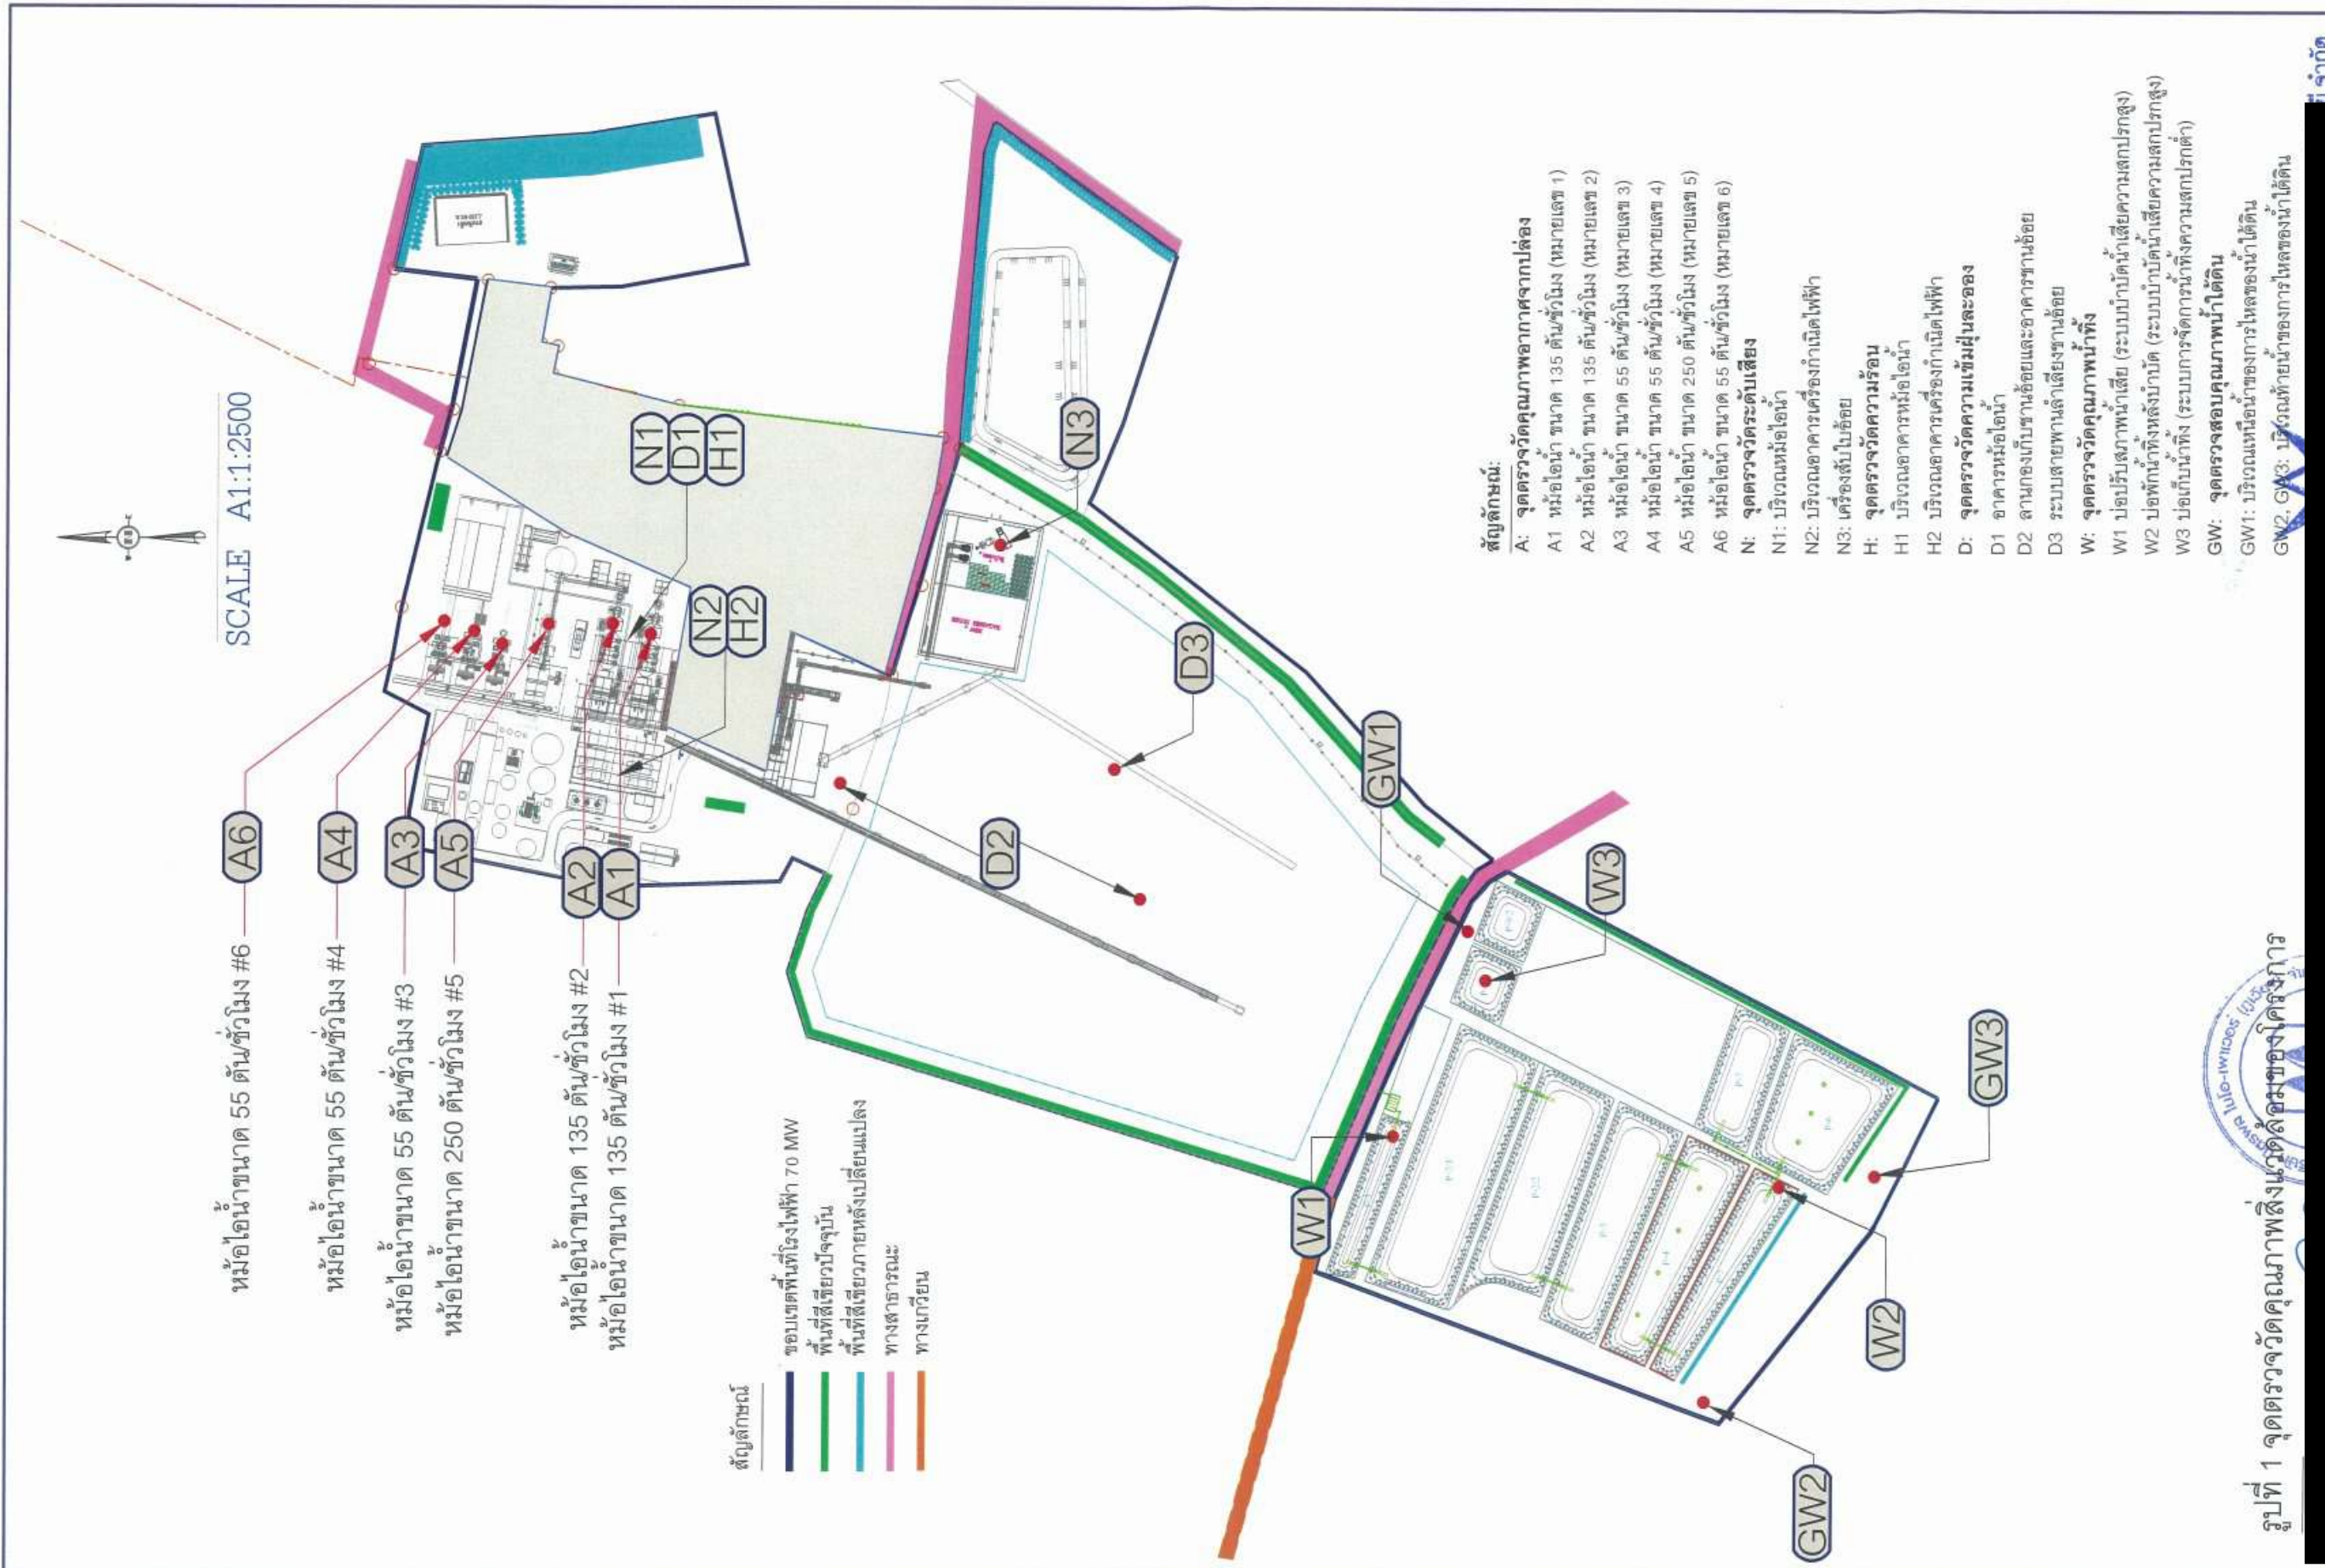 SCALE A1:1:2500
หม้อไอน้ำขนาด 55 ตัน/ชั่วโมง #6
A6
หม้อไอน้ำขนาด 55 ตัน/ชั่วโมง #4
A4
หม้อไอน้ำขนาด 55 ตัน/ชั่วโมง #3
A3
หม้อไอน้ำขนาด 250 ตัน/ชั่วโมง #5
A5
หม้อไอน้ำขนาด 135 ตัน/ชั่วโมง #2
A2
หม้อไอน้ำขนาด 135 ตัน/ชั่วโมง #1
A1
N1
D1
H1
N2
H2
N3
D3
D2
GW1
W3
W1
GW3
W2
GW2
สัญลักษณ์
ขอบเขตพื้นที่โรงไฟฟ้า 70 MW
พื้นที่สีเขียวปัจจุบัน
พื้นที่สีเขียวภายหลังเปลี่ยนแปลง
ทางสาธารณะ
ทางเกวียน
สัญลักษณ์:
A: จุดตรวจวัดคุณภาพอากาศจากปล่อง
A1 หม้อไอน้ำ ขนาด 135 ตัน/ชั่วโมง (หมายเลข 1)
A2 หม้อไอน้ำ ขนาด 135 ตัน/ชั่วโมง (หมายเลข 2)
A3 หม้อไอน้ำ ขนาด 55 ตัน/ชั่วโมง (หมายเลข 3)
A4 หม้อไอน้ำ ขนาด 55 ตัน/ชั่วโมง (หมายเลข 4)
A5 หม้อไอน้ำ ขนาด 250 ตัน/ชั่วโมง (หมายเลข 5)
A6 หม้อไอน้ำ ขนาด 55 ตัน/ชั่วโมง (หมายเลข 6)
N: จุดตรวจวัดระดับเสียง
N1: บริเวณหม้อไอน้ำ
N2: บริเวณอาคารเครื่องกำเนิดไฟฟ้า
N3: เครื่องสับใบอ้อย
H: จุดตรวจวัดความร้อน
H1 บริเวณอาคารหม้อไอน้ำ
H2 บริเวณอาคารเครื่องกำเนิดไฟฟ้า
D: จุดตรวจวัดความเข้มฝุ่นละออง
D1 อาคารหม้อไอน้ำ
D2 ลานกองเก็บชานอ้อยและอาคารชานอ้อย
D3 ระบบสายพานลำเลียงชานอ้อย
W: จุดตรวจวัดคุณภาพน้ำทิ้ง
W1 บ่อปรับสภาพน้ำเสีย (ระบบบำบัดน้ำเสียความสกปรกสูง)
W2 บ่อพักน้ำทิ้งหลังบำบัด (ระบบบำบัดน้ำเสียความสกปรกสูง)
W3 บ่อเก็บน้ำทิ้ง (ระบบการจัดการน้ำทิ้งความสกปรกต่ำ)
GW: จุดตรวจสอบคุณภาพน้ำใต้ดิน
GW1: บริเวณเหนือน้ำของการไหลของน้ำใต้ดิน
GW2, GW3: บริเวณท้ายน้ำของการไหลของน้ำใต้ดิน
รูปที่ 1 จุดตรวจวัดคุณภาพสิ่งแวดล้อมของโครงการ
จำกัด